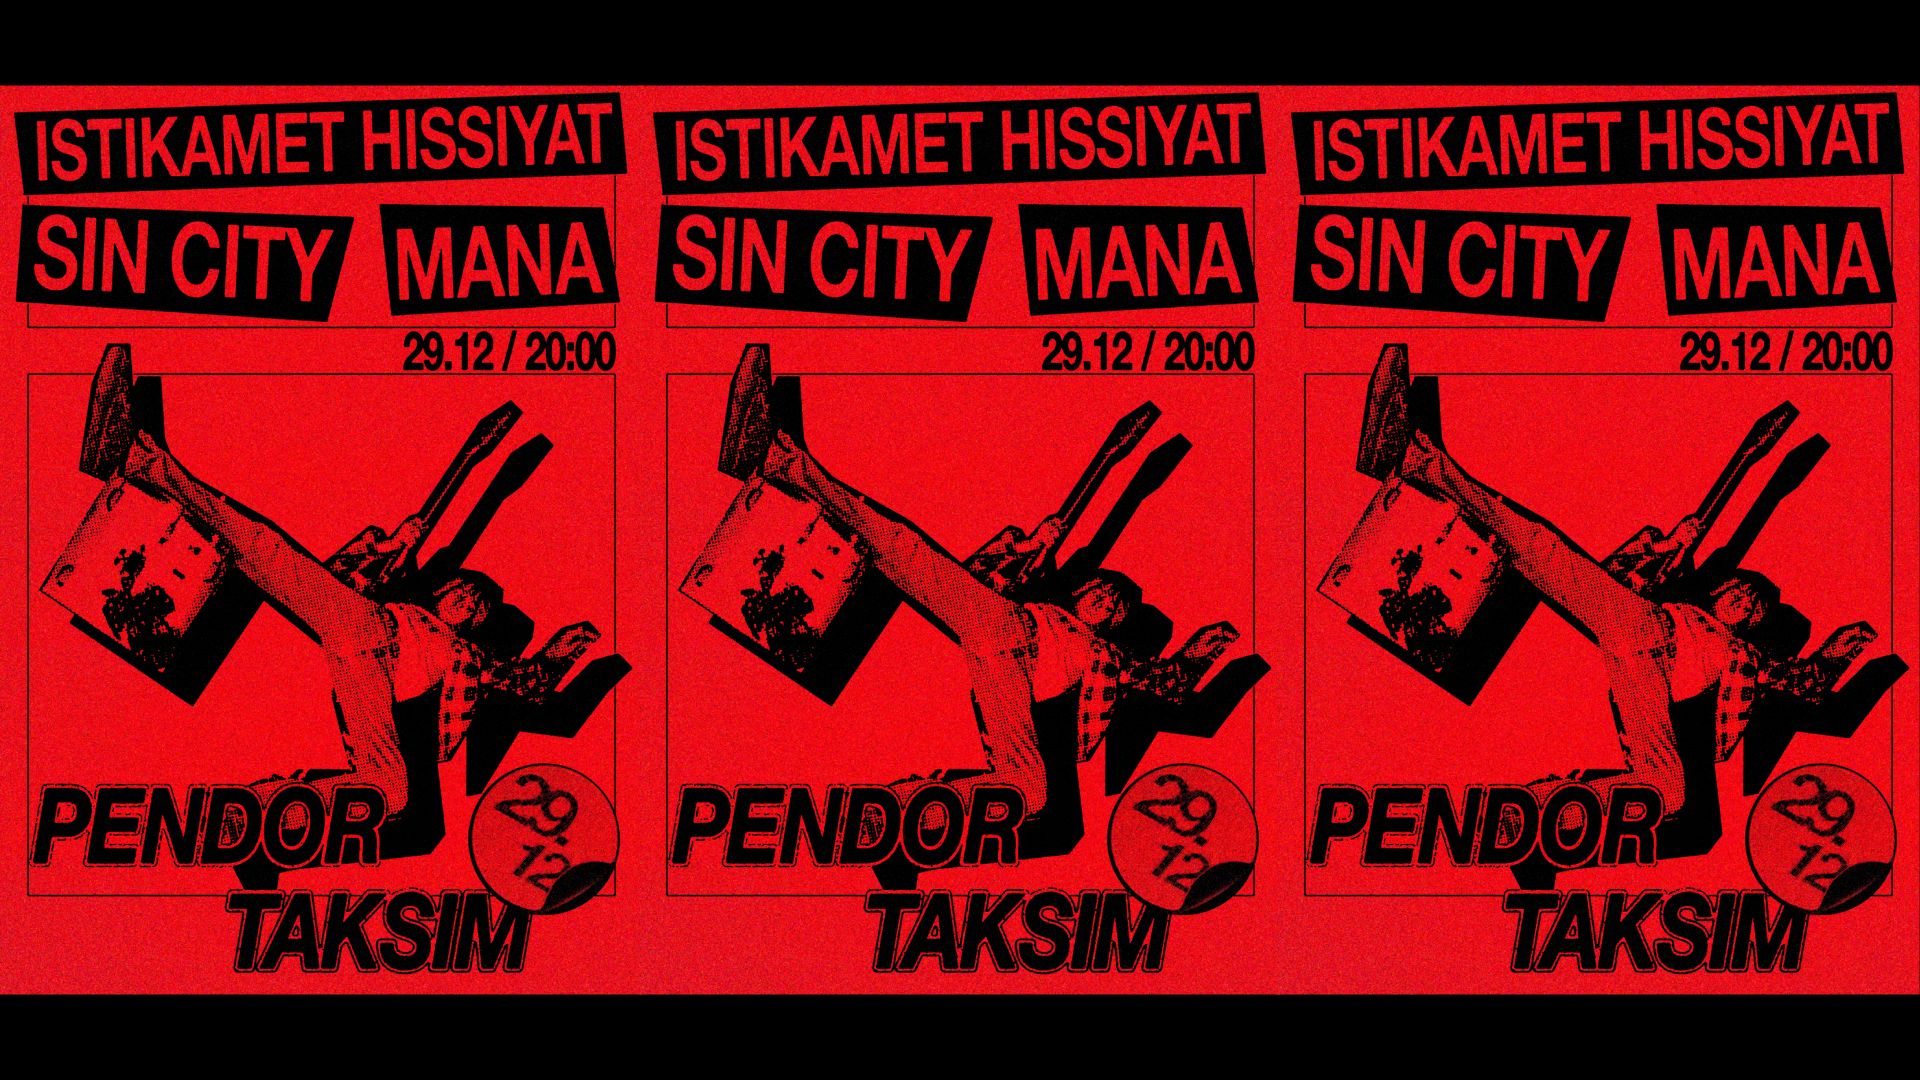 ISTIKAMET HISSIYAT
SIN CITY MANA
29.12 / 20:00
PENDOR
29.
12
TAKSIM
ISTIKAMET HISSIYAT
SIN CITY MANA
29.12 / 20:00
PENDOR
29.
12
TAKSIM
ISTIKAMET HISSIYAT
SIN CITY MANA
29.12 / 20:00
PENDOR
29.
12
TAKSIM